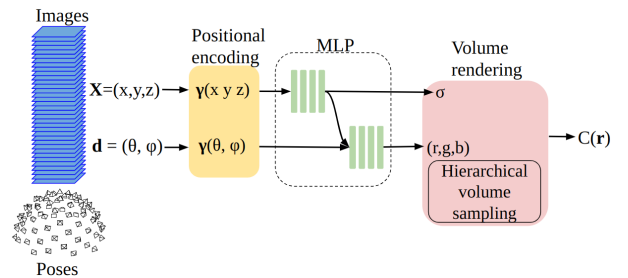 Images
Positional
encoding
MLP
Volume
rendering
X=(x,y,z)
γ(x y z)
σ
d = (θ, φ)
γ(θ, φ)
(r,g,b)
C(r)
Hierarchical
volume
sampling
Poses